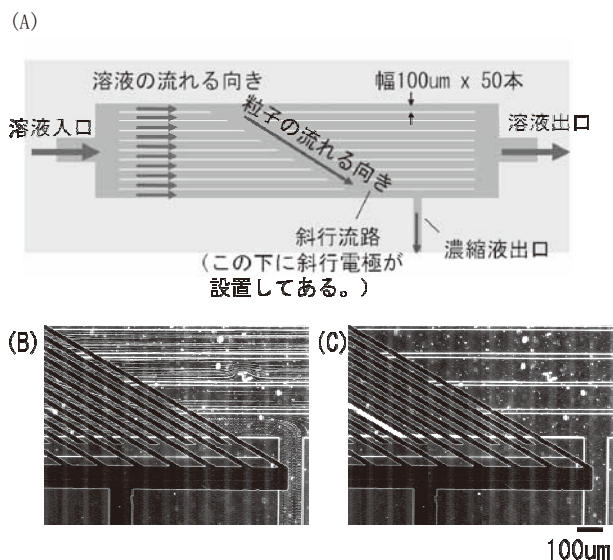 (A)
溶液の流れる向き
幅100um x 50本
溶液入口
粒子の流れる向き
溶液出口
斜行流路
(この下に斜行電極が
設置してある。)
濃縮液出口
(B)
(C)
100um